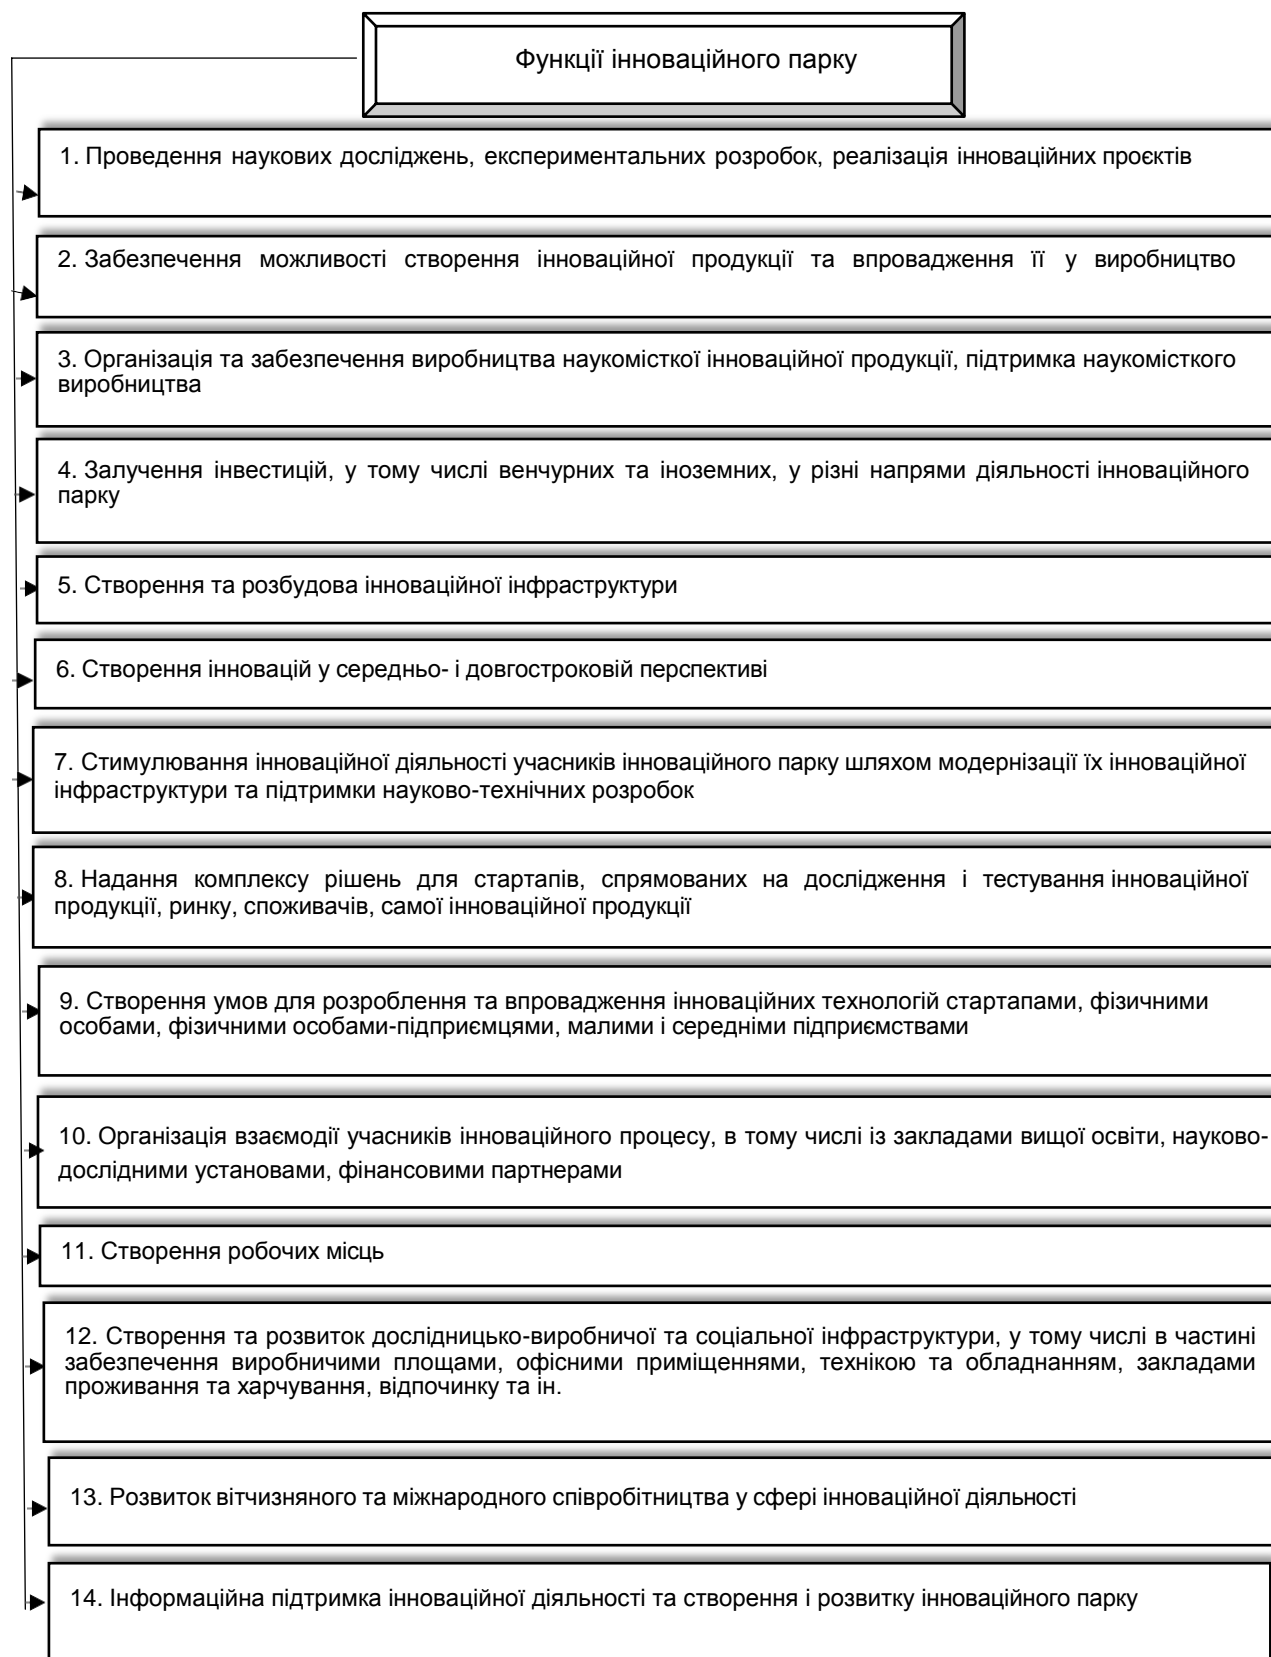 Функції інноваційного парку
1. Проведення наукових досліджень, експериментальних розробок, реалізація інноваційних проєктів
2. Забезпечення можливості створення інноваційної продукції та впровадження її у виробництво
3. Організація та забезпечення виробництва наукомісткої інноваційної продукції, підтримка наукомісткого
виробництва
4. Залучення інвестицій, у тому числі венчурних та іноземних, у різні напрями діяльності інноваційного
парку
5. Створення та розбудова інноваційної інфраструктури
6. Створення інновацій у середньо- і довгостроковій перспективі
7. Стимулювання інноваційної діяльності учасників інноваційного парку шляхом модернізації їх інноваційної
інфраструктури та підтримки науково-технічних розробок
8. Надання комплексу рішень для стартапів, спрямованих на дослідження і тестування інноваційної
продукції, ринку, споживачів, самої інноваційної продукції
9. Створення умов для розроблення та впровадження інноваційних технологій стартапами, фізичними
особами, фізичними особами-підприємцями, малими і середніми підприємствами
10. Організація взаємодії учасників інноваційного процесу, в тому числі із закладами вищої освіти, науково-
дослідними установами, фінансовими партнерами
11. Створення робочих місць
12. Створення та розвиток дослідницько-виробничої та соціальної інфраструктури, у тому числі в частині
забезпечення виробничими площами, офісними приміщеннями, технікою та обладнанням, закладами
проживання та харчування, відпочинку та ін.
13. Розвиток вітчизняного та міжнародного співробітництва у сфері інноваційної діяльності
14. Інформаційна підтримка інноваційної діяльності та створення і розвитку інноваційного парку